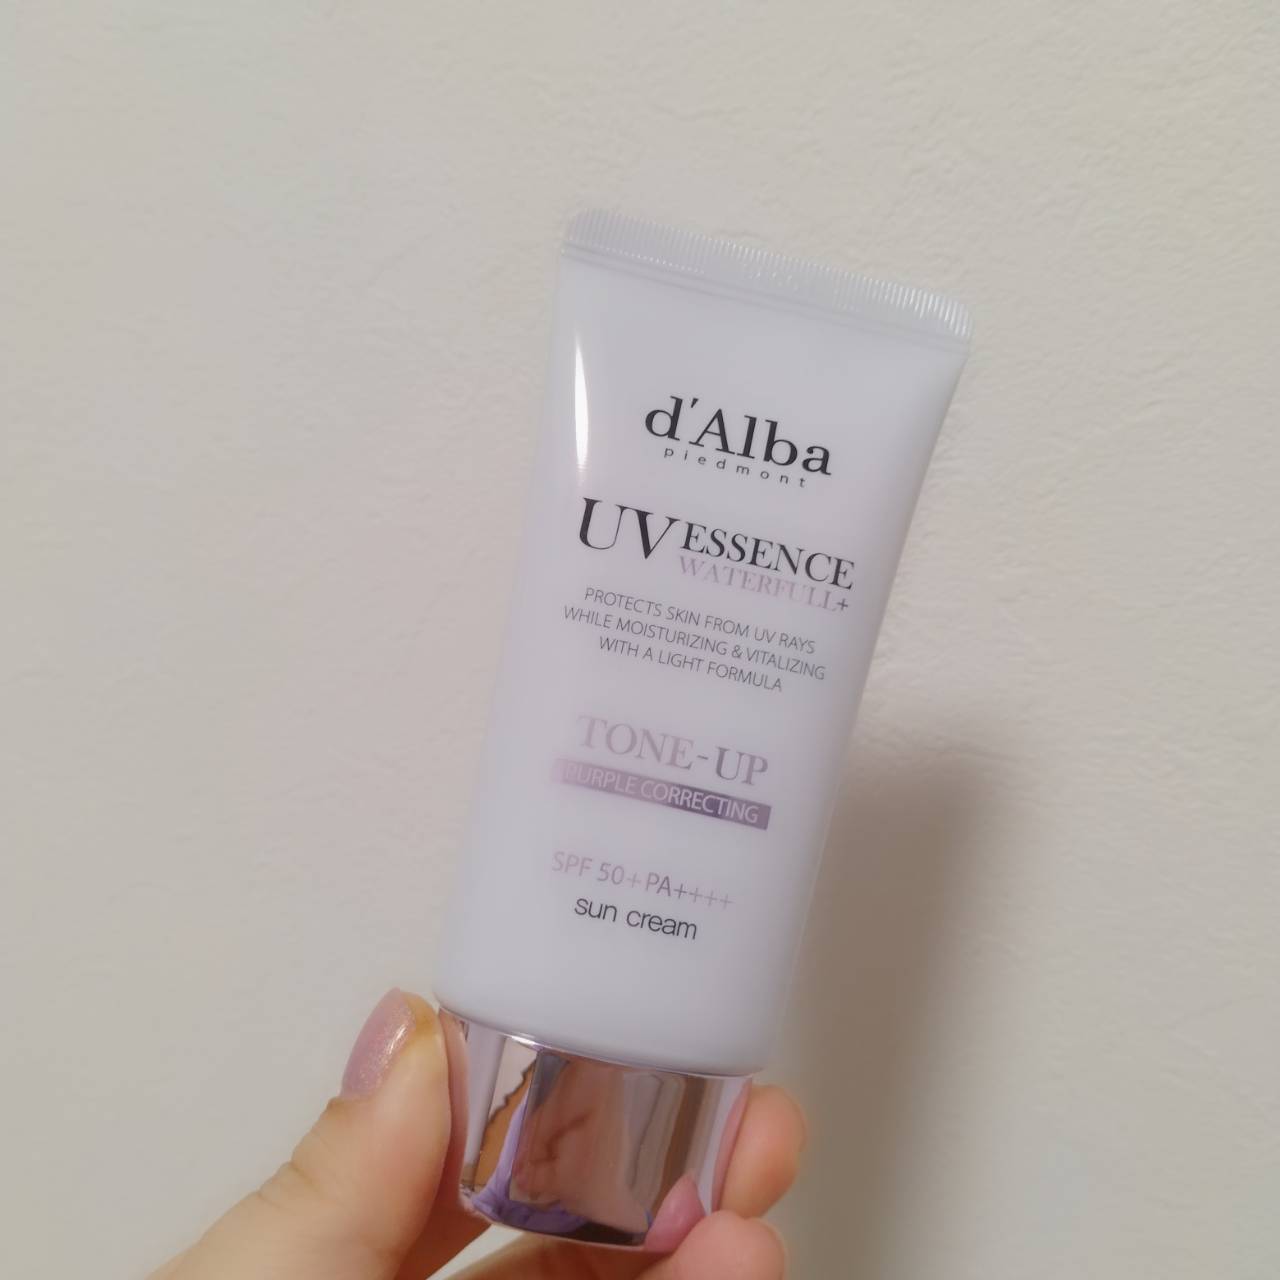 d'Alba
piedmont
UV ESSENCE
WATERFULL+
PROTECTS SKIN FROM UV RAYS
WHILE MOISTURIZING & VITALIZING
WITH A LIGHT FORMULA
TONE-UP
PURPLE CORRECTING
SPF 50+ PA++++
sun cream